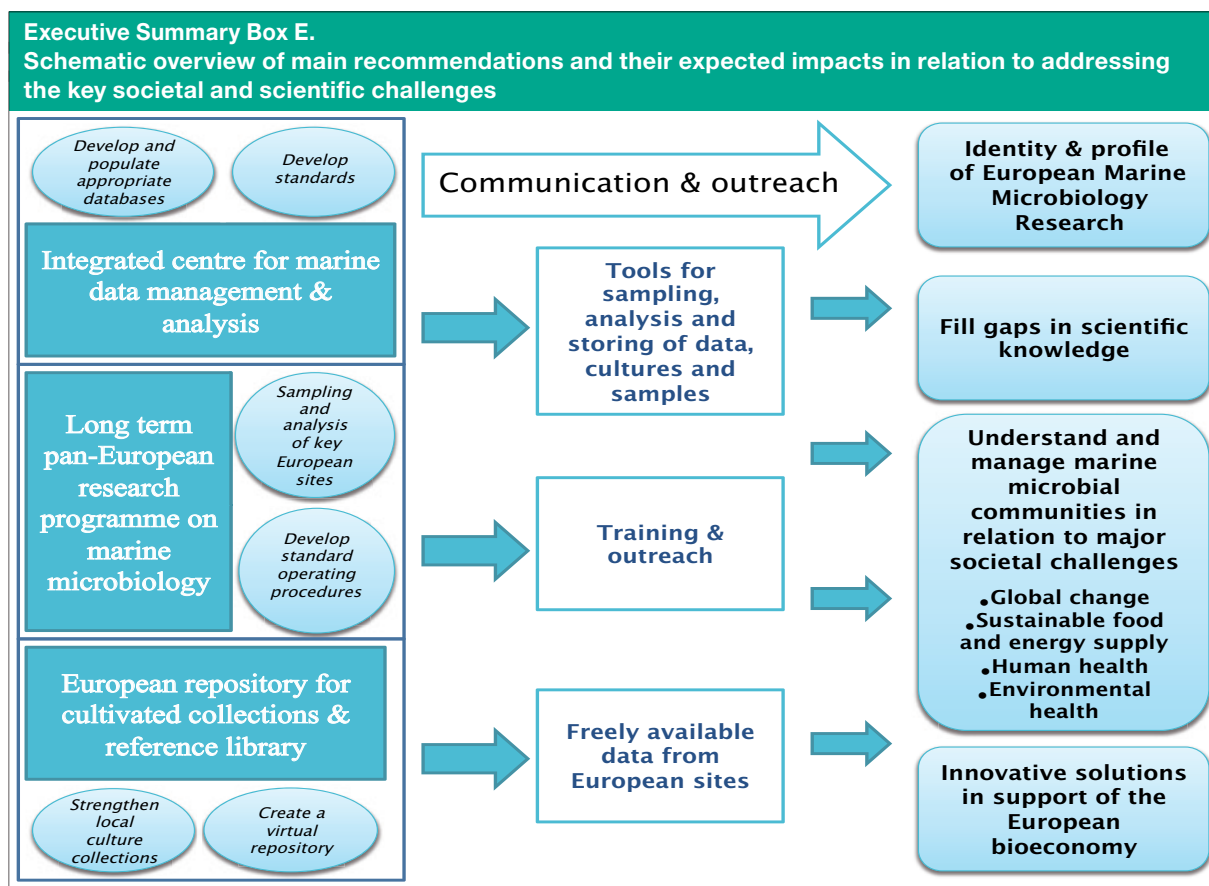 Executive Summary Box E.
Schematic overview of main recommendations and their expected impacts in relation to addressing
the key societal and scientific challenges
Develop and
populate
appropriate
databases
Develop
standards
Integrated centre for marine
data management &
analysis
Long term
pan-European
research
programme on
marine
microbiology
Sampling
and
analysis
of key
European
sites
Develop
standard
operating
procedures
European repository for
cultivated collections &
reference library
Strengthen
local
culture
collections
Create a
virtual
repository
Communication & outreach
Tools for
sampling,
analysis and
storing of data,
cultures and
samples
Training &
outreach
Freely available
data from
European sites
Identity & profile
of European Marine
Microbiology
Research
Fill gaps in scientific
knowledge
Understand and
manage marine
microbial
communities in
relation to major
societal challenges
•Global change
•Sustainable food
and energy supply
•Human health
•Environmental
health
Innovative solutions
in support of the
European
bioeconomy